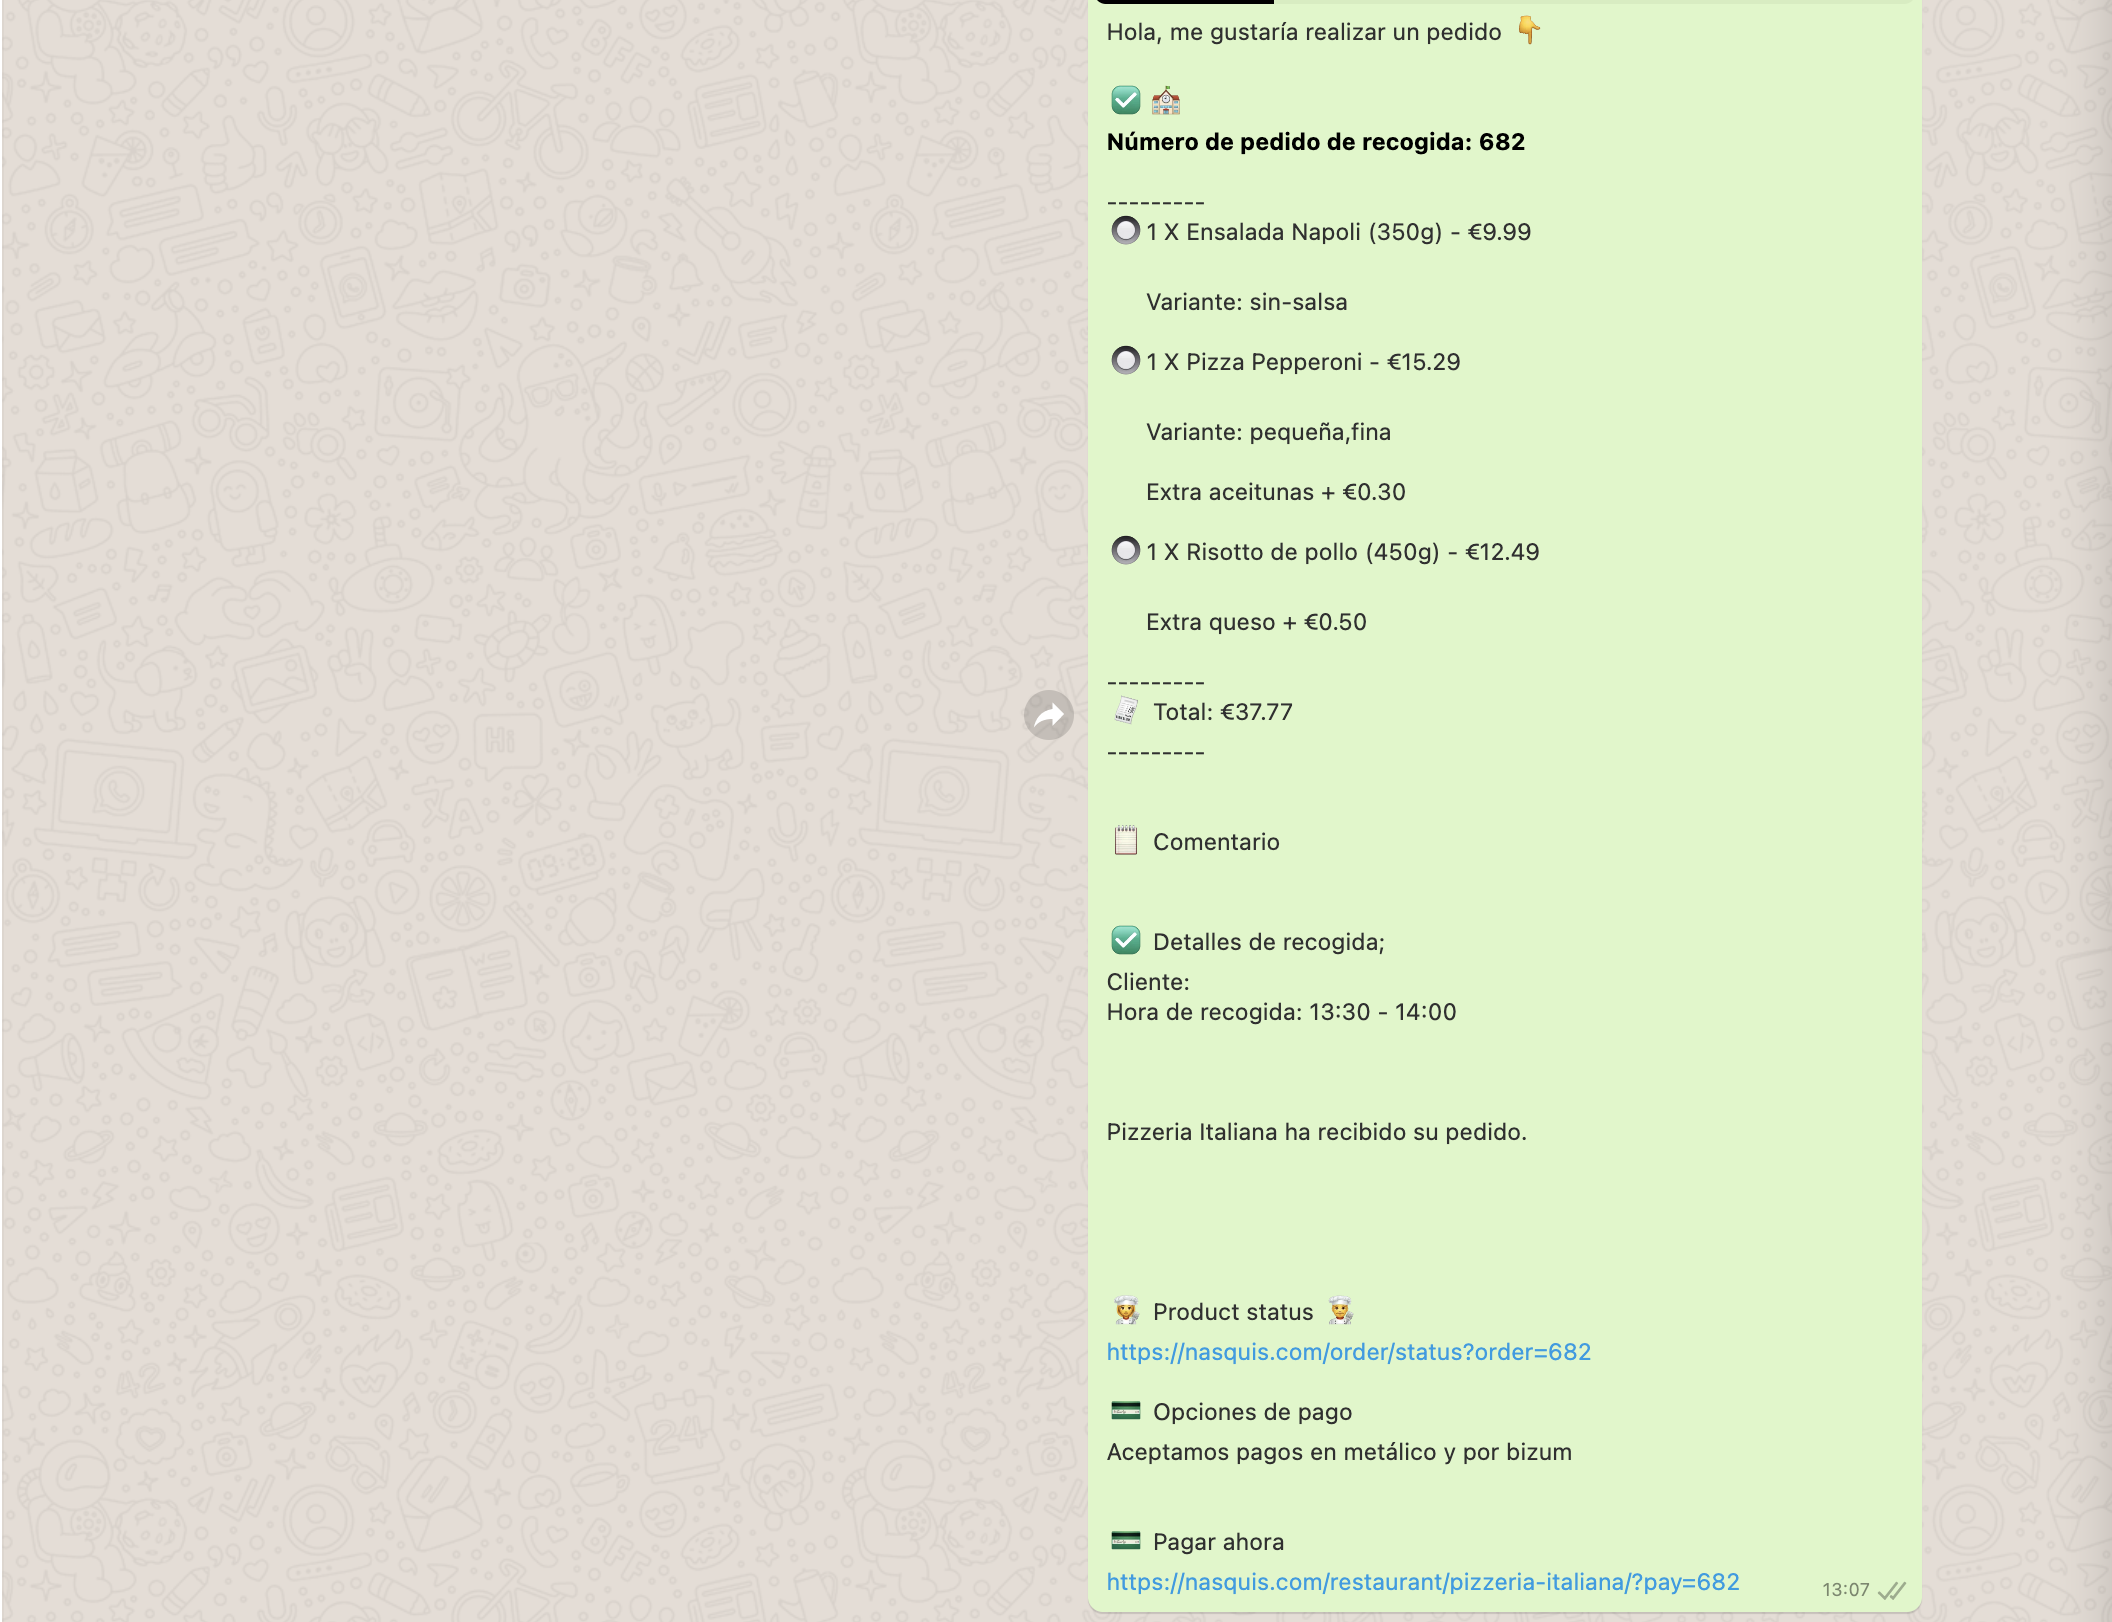 Hola, me gustaría realizar un pedido 👇
✅ 🏫
Número de pedido de recogida: 682
---------
🔘 1 X Ensalada Napoli (350g) - €9.99
Variante: sin-salsa
🔘 1 X Pizza Pepperoni - €15.29
Variante: pequeña,fina
Extra aceitunas + €0.30
🔘 1 X Risotto de pollo (450g) - €12.49
Extra queso + €0.50
---------
🧾 Total: €37.77
---------
🗒 Comentario
✅ Detalles de recogida;
Cliente:
Hora de recogida: 13:30 - 14:00
Pizzeria Italiana ha recibido su pedido.
👩‍🍳 Product status 👨‍🍳
https://nasquis.com/order/status?order=682
💳 Opciones de pago
Aceptamos pagos en metálico y por bizum
💳 Pagar ahora
https://nasquis.com/restaurant/pizzeria-italiana/?pay=682
13:07